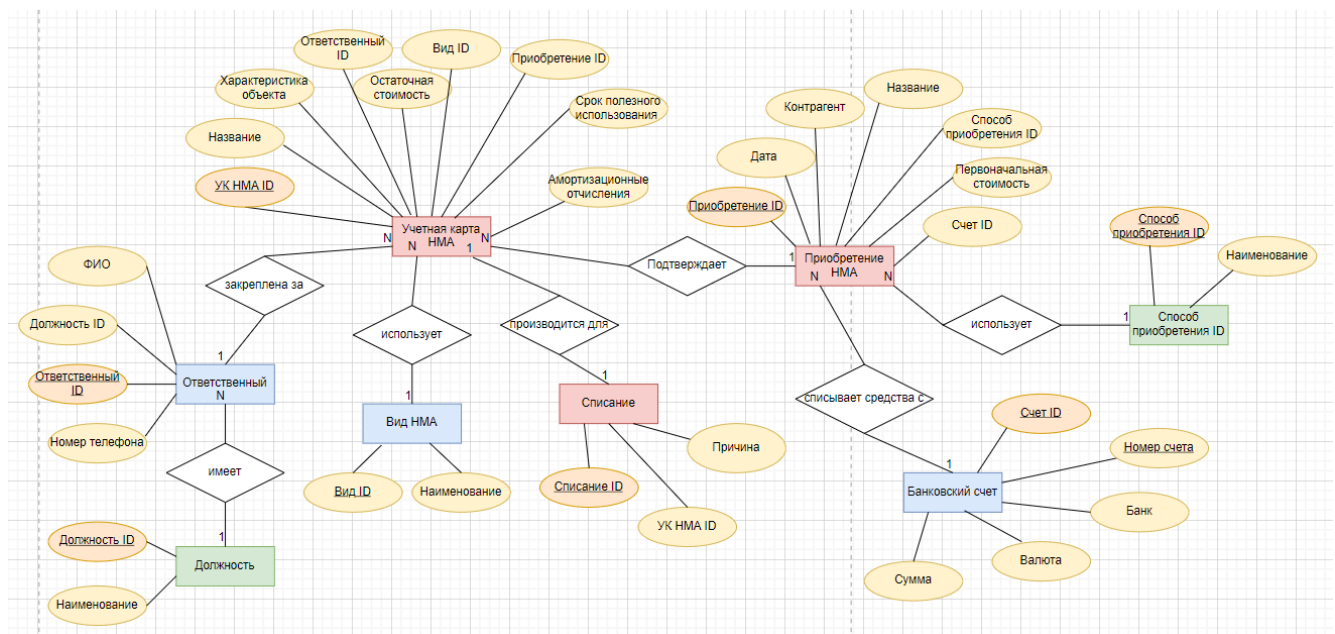 Ответственный
ID
Вид ID
Приобретение ID
Характеристика
объекта
Остаточная
стоимость
Срок полезного
использования
Название
УК НМА ID
Амортизационные
отчисления
Учетная карта
НМА
N
N
N
1
Контрагент
Название
Способ
приобретения ID
Дата
Первоначальная
стоимость
Приобретение ID
Счет ID
Приобретение
НМА
1
N
N
Подтверждает
Способ
приобретения ID
Наименование
использует
1
Способ
приобретения ID
ФИО
закреплена за
Должность ID
1
Ответственный
ID
Ответственный
N
Номер телефона
имеет
1
Должность ID
Должность
Наименование
использует
1
Вид НМА
Вид ID
Наименование
производится для
1
Списание
Причина
Списание ID
УК НМА ID
списывает средства с
1
Счет ID
Номер счета
Банковский счет
Банк
Валюта
Сумма